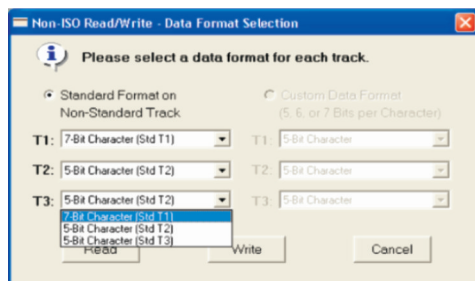 Non-ISO Read/Write - Data Format Selection
Please select a data format for each track.
Standard Format on
Non-Standard Track
Custom Data Format
(5, 6, or 7 Bits per Character)
T1: 7-Bit Character (Std T1)
T1: 5-Bit Character
T2: 5-Bit Character (Std T2)
T2: 5-Bit Character
T3: 5-Bit Character (Std T2)
T3: 5-Bit Character
7-Bit Character (Std T1)
5-Bit Character (Std T2)
5-Bit Character (Std T3)
Read Write Cancel